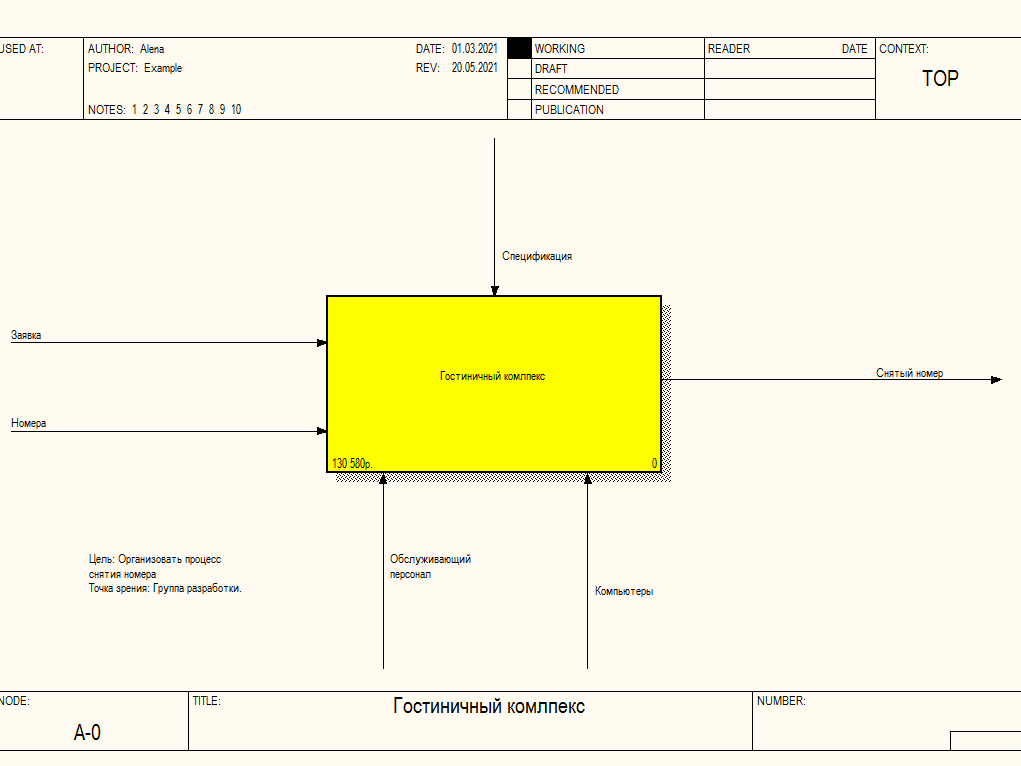 USED AT:
AUTHOR: Alena
DATE: 01.03.2021
PROJECT: Example
REV: 20.05.2021
NOTES: 1 2 3 4 5 6 7 8 9 10
WORKING
DRAFT
RECOMMENDED
PUBLICATION
READER DATE
CONTEXT:
TOP
Спецификация
Заявка
Номера
Гостиничный комлпекс
130 580р.
0
Снятый номер
Цель: Организовать процесс
снятия номера
Точка зрения: Группа разработки.
Обслуживающий
персонал
Компьютеры
NODE:
A-0
TITLE:
Гостиничный комлпекс
NUMBER: